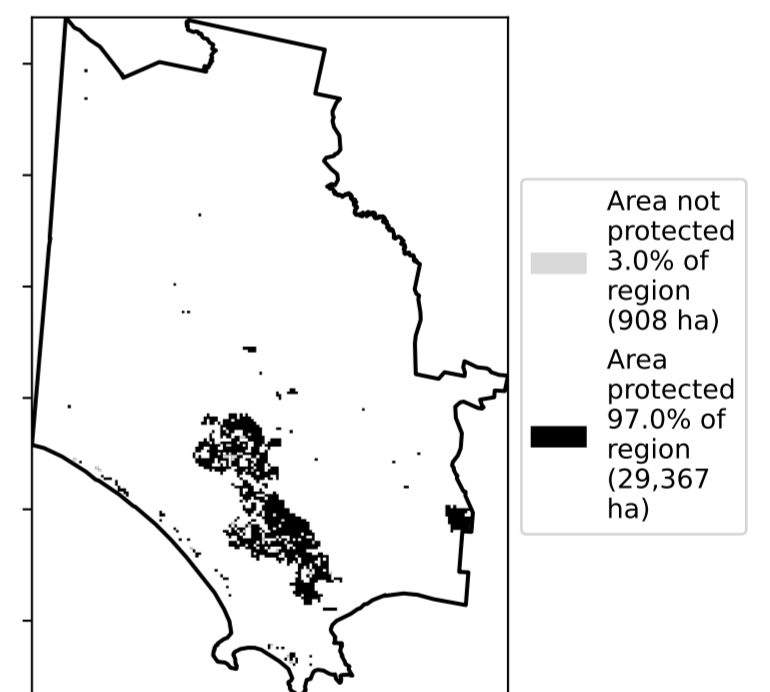 Area not
protected
3.0% of
region
(908 ha)
Area
protected
97.0% of
region
(29,367
ha)